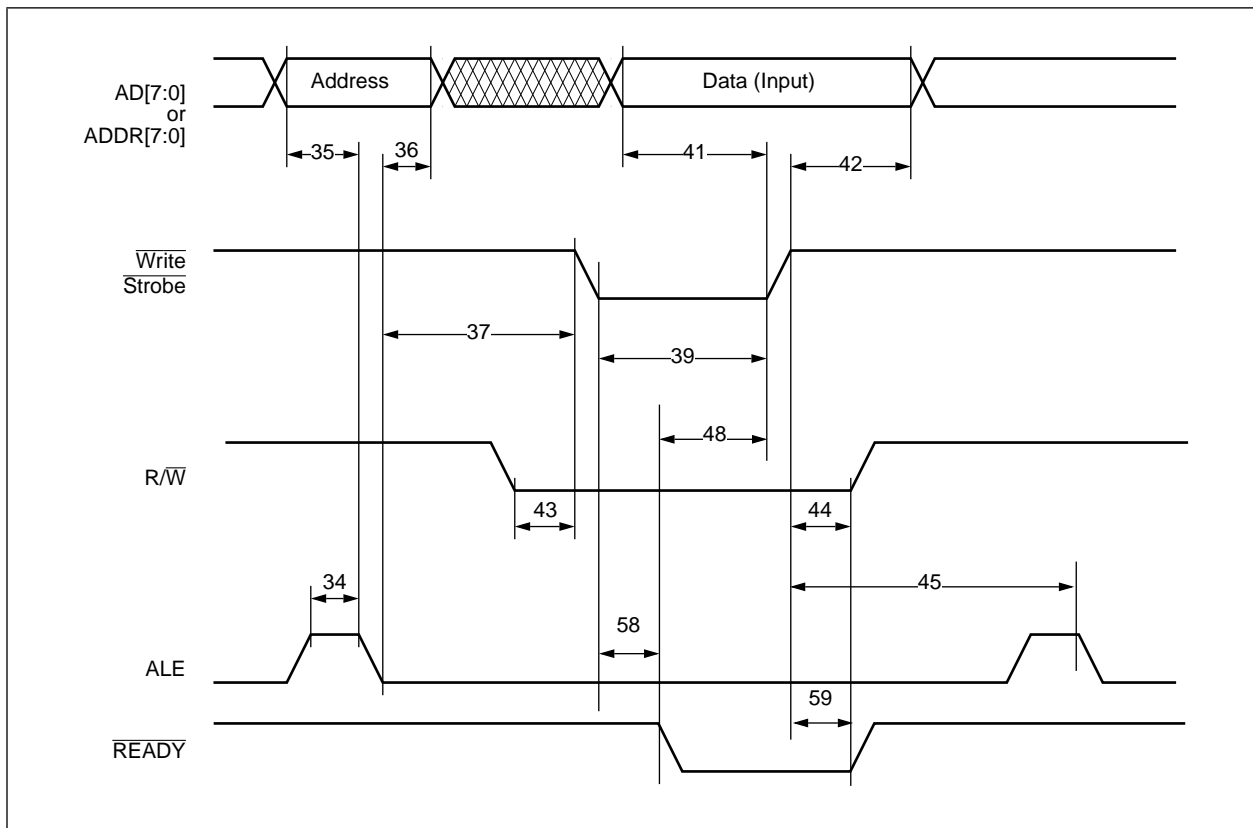 Address
Data (Input)
AD[7:0]
or
ADDR[7:0]
35
36
41
42
Write
Strobe
37
39
48
R/W
43
44
34
45
58
ALE
59
READY